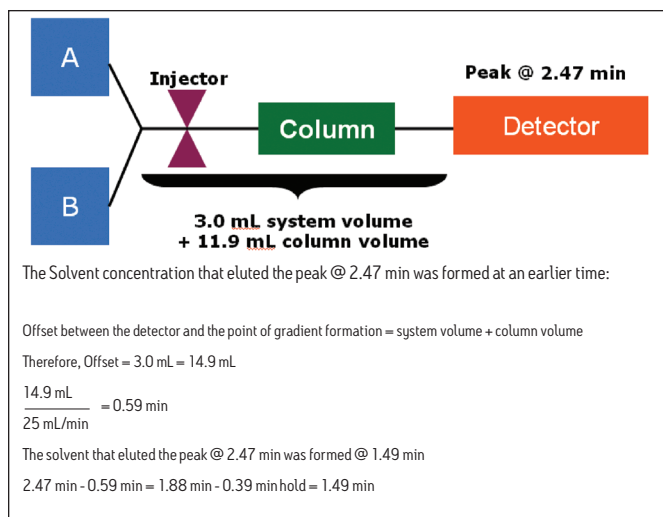 A
Injector
Peak @ 2.47 min
Column
Detector
B
3.0 mL system volume
+ 11.9 mL column volume
The Solvent concentration that eluted the peak @ 2.47 min was formed at an earlier time:
Offset between the detector and the point of gradient formation = system volume + column volume
Therefore, Offset = 3.0 mL = 14.9 mL
14.9 mL
25 mL/min
= 0.59 min
The solvent that eluted the peak @ 2.47 min was formed @ 1.49 min
2.47 min - 0.59 min = 1.88 min - 0.39 min hold = 1.49 min